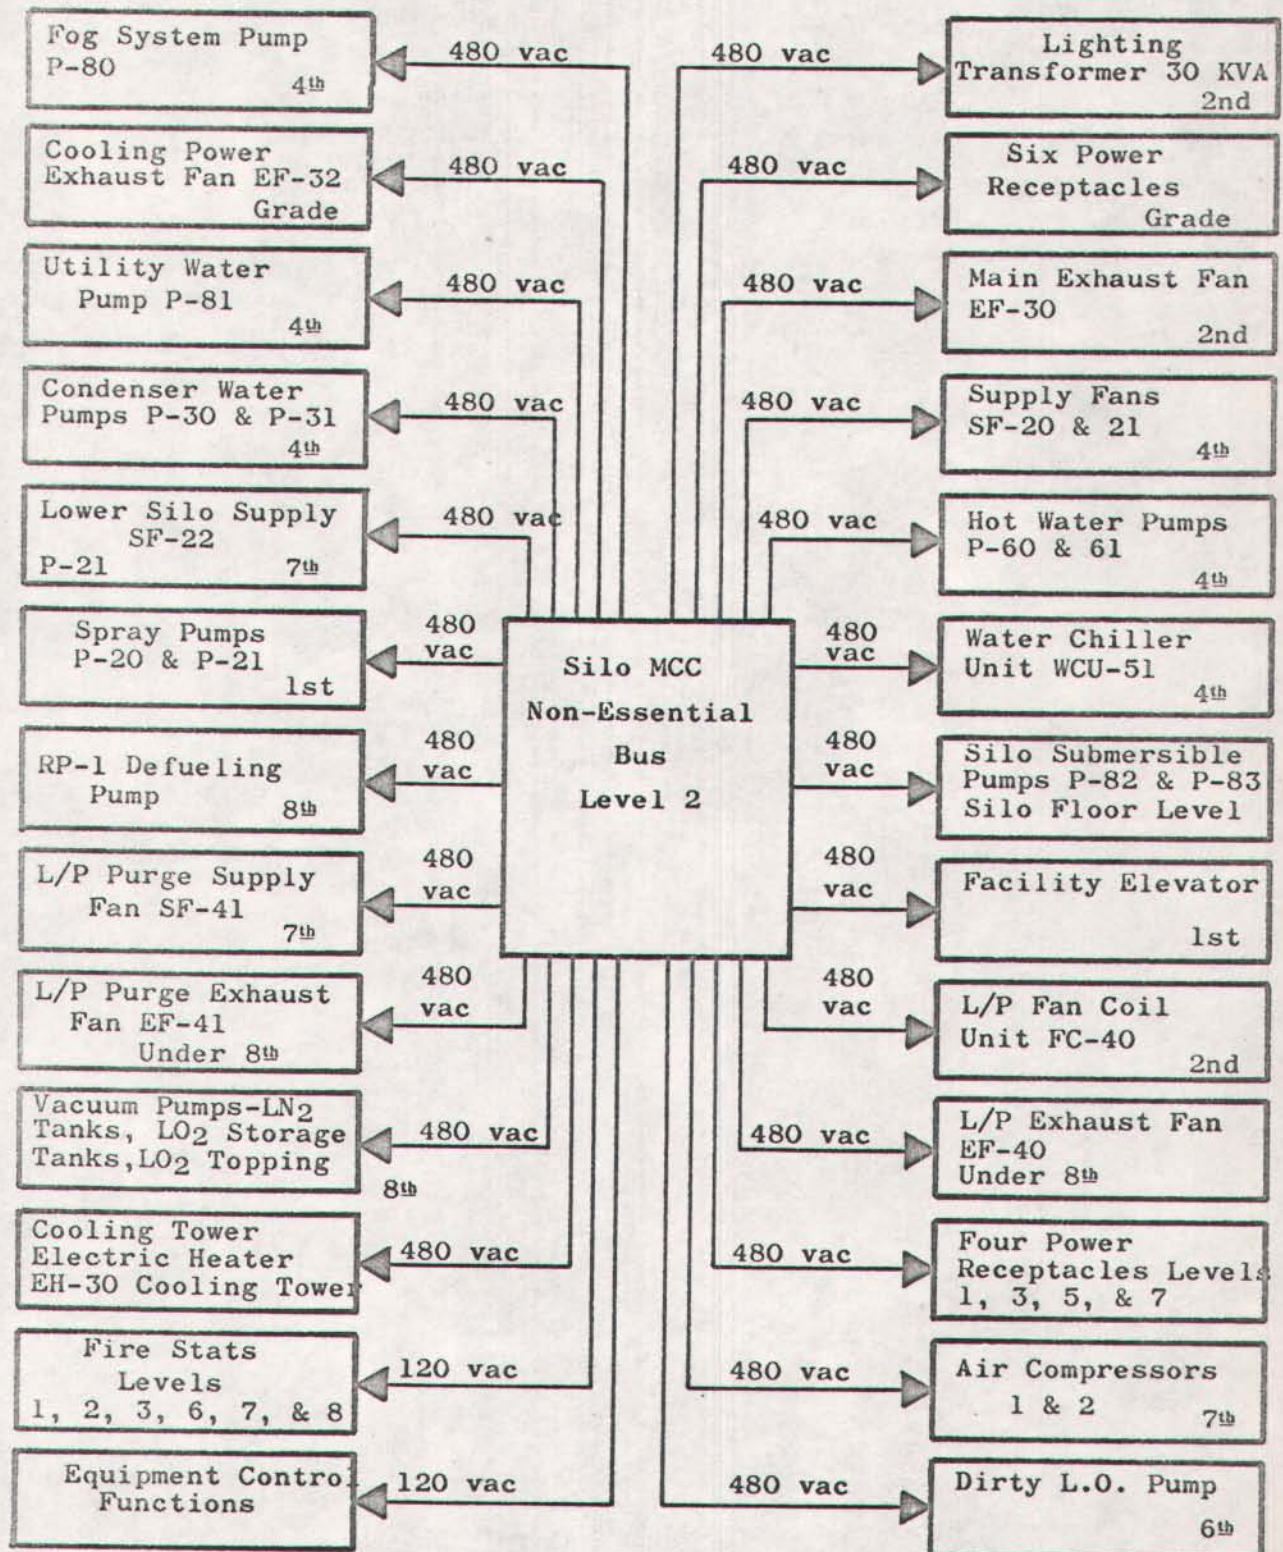 Fog System Pump
P-80
4th
480 vac
Cooling Power
Exhaust Fan EF-32
Grade
480 vac
Utility Water
Pump P-81
4th
480 vac
Condenser Water
Pumps P-30 & P-31
4th
480 vac
Lower Silo Supply
SF-22
P-21 7th
480 vac
Spray Pumps
P-20 & P-21
1st
480
vac
RP-1 Defueling
Pump 8th
480
vac
L/P Purge Supply
Fan SF-41
7th
480
vac
L/P Purge Exhaust
Fan EF-41
Under 8th
480
vac
Vacuum Pumps-LN2
Tanks, LO2 Storage
Tanks,LO2 Topping
8th
480 vac
Cooling Tower
Electric Heater
EH-30 Cooling Tower
480 vac
Fire Stats
Levels
1, 2, 3, 6, 7, & 8
120 vac
Equipment Control
Functions
120 vac
Silo MCC
Non-Essential
Bus
Level 2
480 vac
Lighting
Transformer 30 KVA
2nd
480 vac
Six Power
Receptacles
Grade
480 vac
Main Exhaust Fan
EF-30
2nd
480 vac
Supply Fans
SF-20 & 21
4th
480 vac
Hot Water Pumps
P-60 & 61
4th
480
vac
Water Chiller
Unit WCU-51
4th
480
vac
Silo Submersible
Pumps P-82 & P-83
Silo Floor Level
480
vac
Facility Elevator
1st
480
vac
L/P Fan Coil
Unit FC-40
2nd
480 vac
L/P Exhaust Fan
EF-40
Under 8th
480 vac
Four Power
Receptacles Levels
1, 3, 5, & 7
480 vac
Air Compressors
1 & 2 7th
480 vac
Dirty L.O. Pump
6th